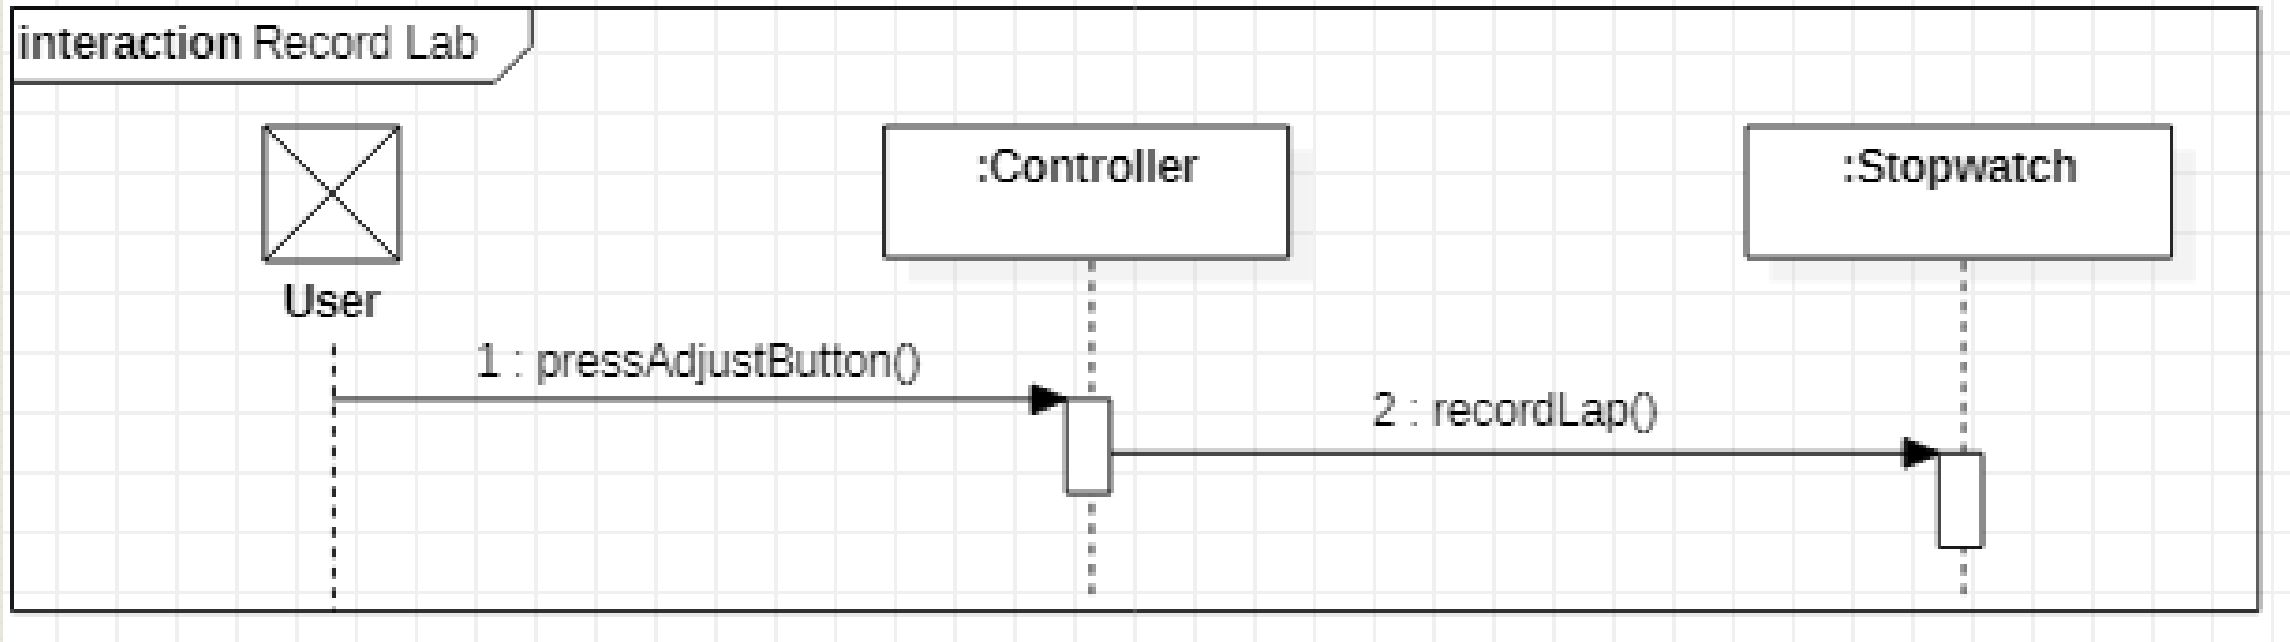 interaction Record Lab
:Controller
:Stopwatch
User
1 : pressAdjustButton()
2 : recordLap()